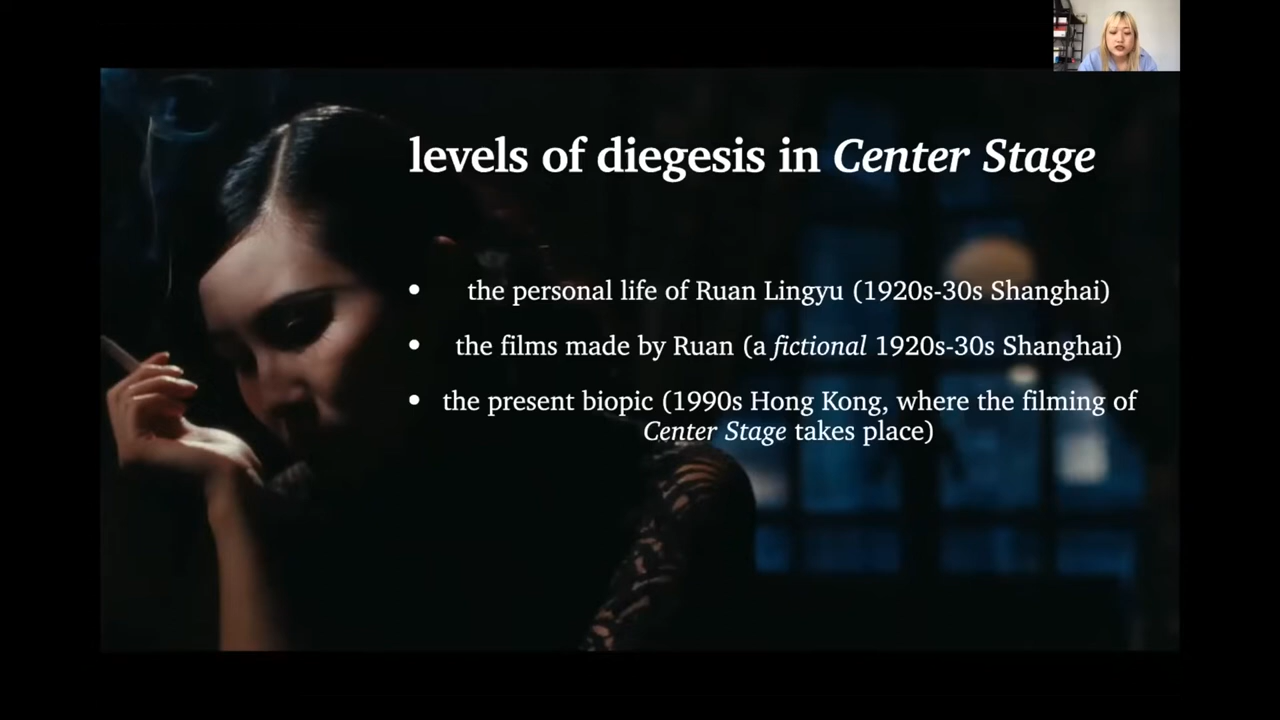 levels of diegesis in Center Stage
• the personal life of Ruan Lingyu (1920s-30s Shanghai)
• the films made by Ruan (a fictional 1920s-30s Shanghai)
• the present biopic (1990s Hong Kong, where the filming of
Center Stage takes place)